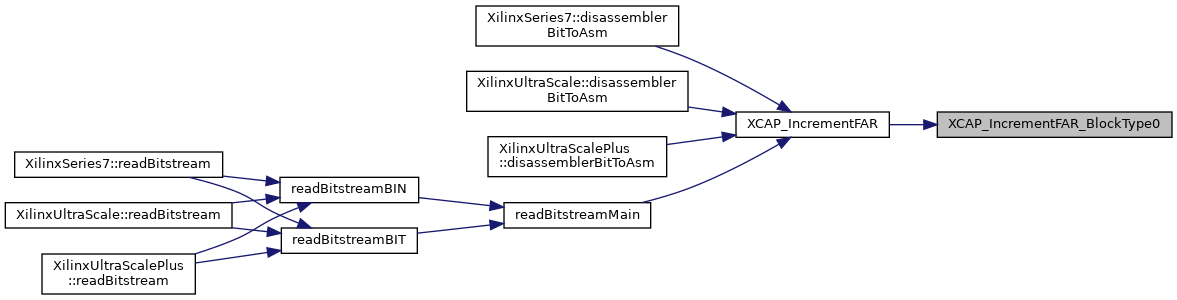 XilinxSeries7::disassembler
BitToAsm
XilinxUltraScale::disassembler
BitToAsm
XCAP_IncrementFAR
XCAP_IncrementFAR_BlockType0
XilinxUltraScalePlus
::disassemblerBitToAsm
XilinxSeries7::readBitstream
readBitstreamBIN
XilinxUltraScale::readBitstream
readBitstreamMain
readBitstreamBIT
XilinxUltraScalePlus
::readBitstream